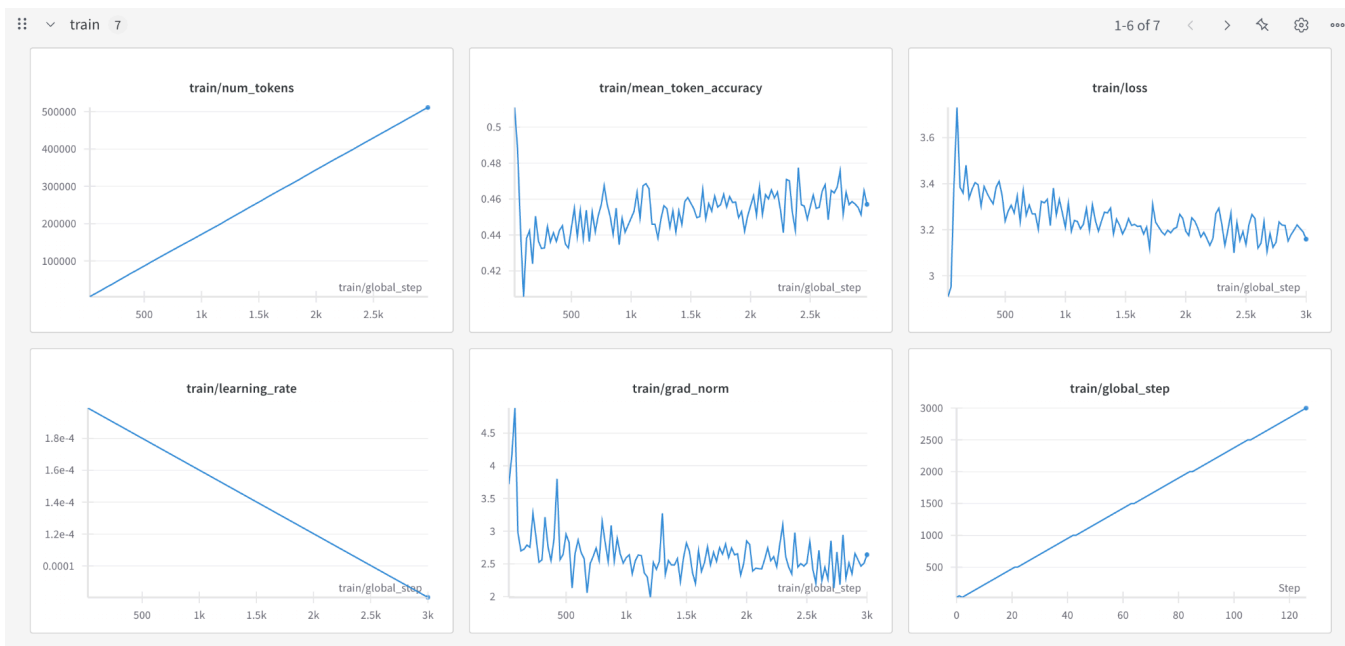 train 7 1-6 of 7
train/num_tokens
500000
400000
300000
200000
100000
train/global_step
500 1k 1.5k 2k 2.5k
train/mean_token_accuracy
0.5
0.48
0.46
0.44
0.42
train/global_step
500 1k 1.5k 2k 2.5k
train/loss
3.6
3.4
3.2
3
train/global_step
500 1k 1.5k 2k 2.5k 3k
train/learning_rate
1.8e-4
1.6e-4
1.4e-4
1.2e-4
0.0001
train/global_step
500 1k 1.5k 2k 2.5k 3k
train/grad_norm
4.5
4
3.5
3
2.5
2
train/global_step
500 1k 1.5k 2k 2.5k 3k
train/global_step
3000
2500
2000
1500
1000
500
Step
0 20 40 60 80 100 120